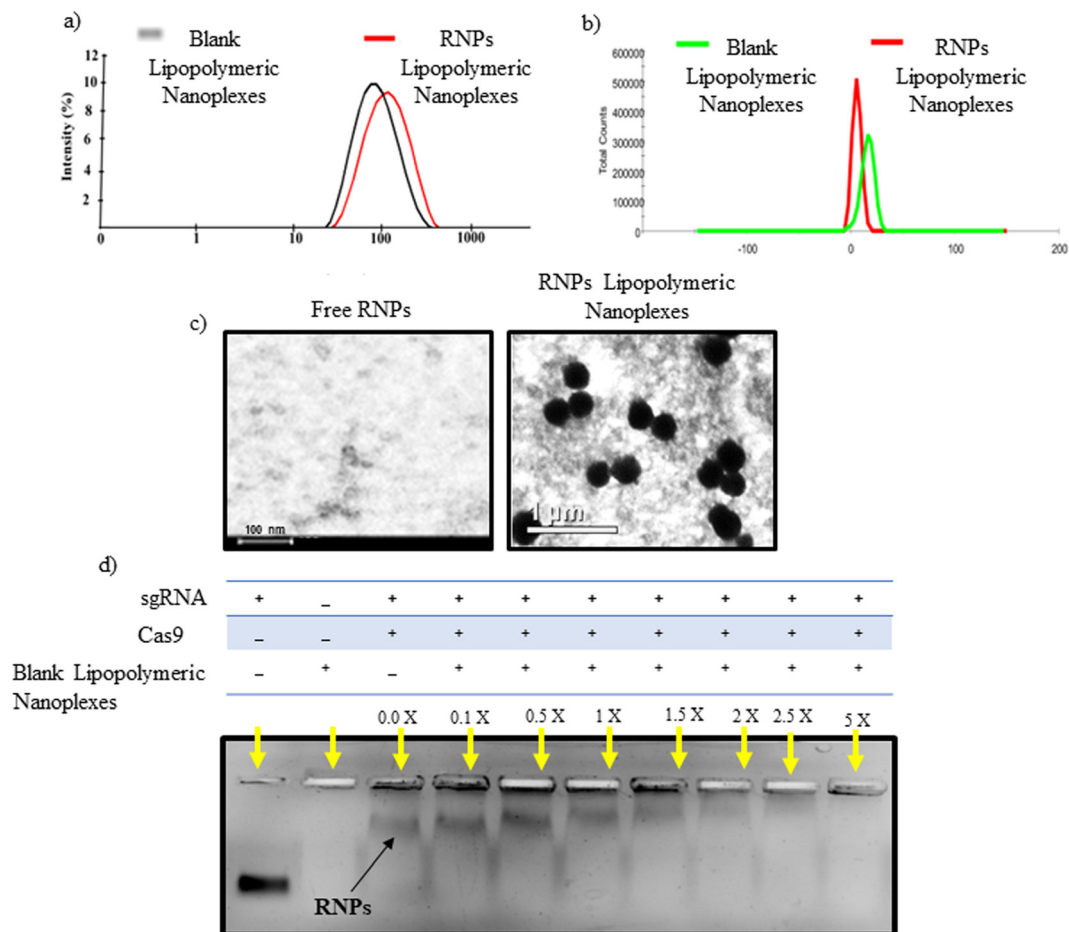 a)
Blank
Lipopolymeric
Nanoplexes
RNPs
Lipopolymeric
Nanoplexes
Intensity (%)
12
10
8
6
4
2
0
1
10
100
1000
b)
Blank
Lipopolymeric
Nanoplexes
RNPs
Lipopolymeric
Nanoplexes
Total Counts
600000
500000
400000
300000
200000
100000
0
-100
0
100
200
c)
Free RNPs
100 nm
RNPs Lipopolymeric
Nanoplexes
1 μm
d)
sgRNA + _ + + + + + + + +
Cas9 _ _ + + + + + + + +
Blank Lipopolymeric
Nanoplexes
_ + _ + + + + + + +
0.0 X 0.1 X 0.5 X 1 X 1.5 X 2 X 2.5 X 5 X
RNPs